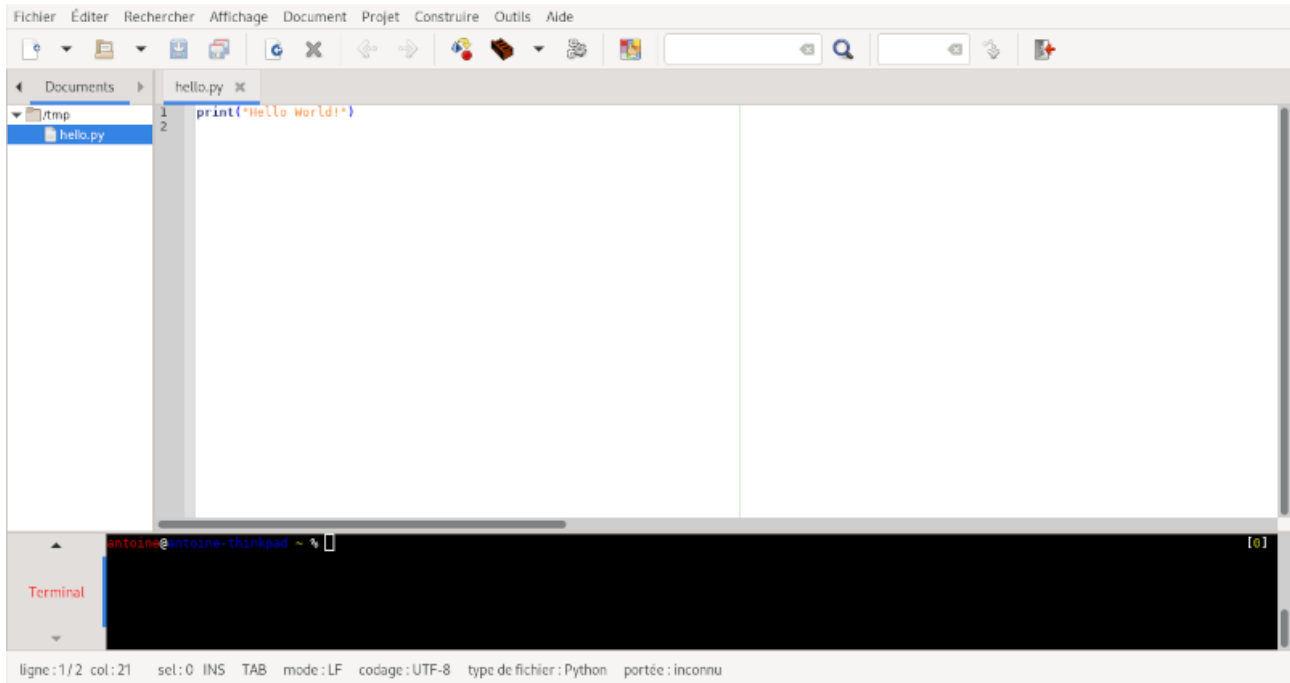 Fichier Éditer Rechercher Affichage Document Projet Construire Outils Aide
Documents
hello.py
/tmp
hello.py
1 print("Hello World!")
2
antoine@antoine-thinkpad ~ % [0]
Terminal
ligne : 1/2 col : 21 sel : 0 INS TAB mode : LF codage : UTF-8 type de fichier : Python portée : inconnu